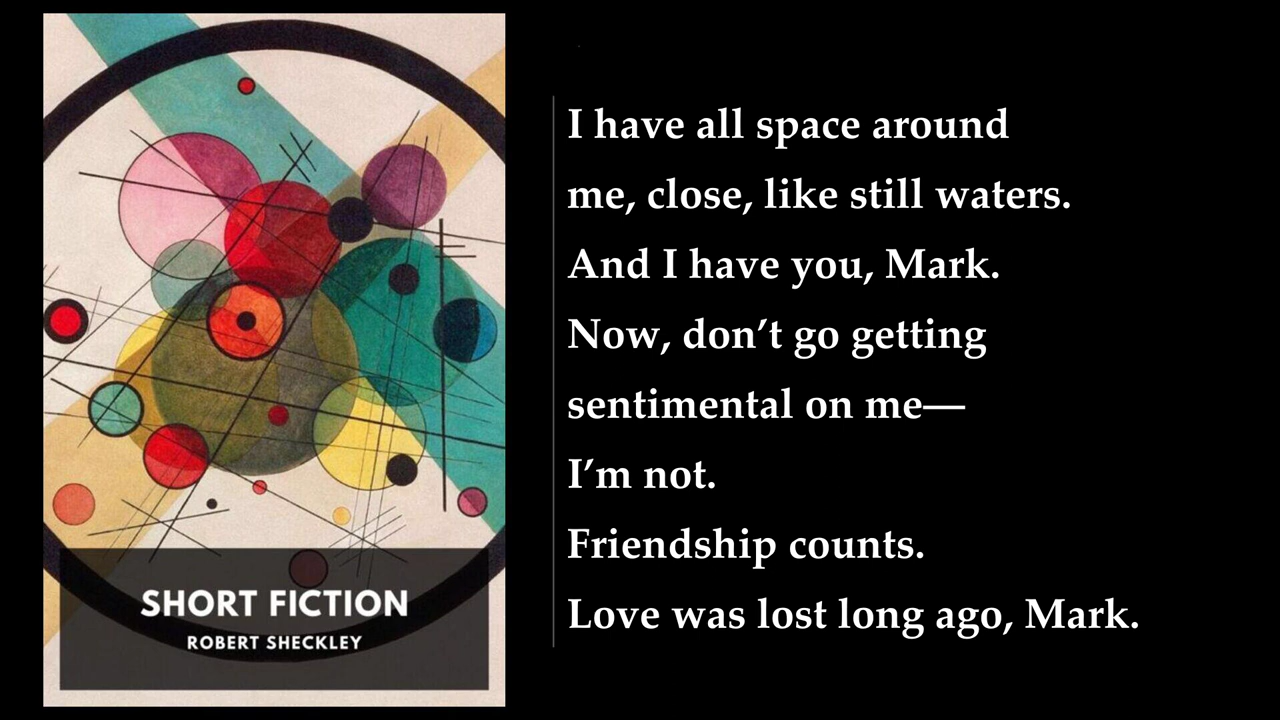 SHORT FICTION
ROBERT SHECKLEY
I have all space around
me, close, like still waters.
And I have you, Mark.
Now, don’t go getting
sentimental on me—
I’m not.
Friendship counts.
Love was lost long ago, Mark.